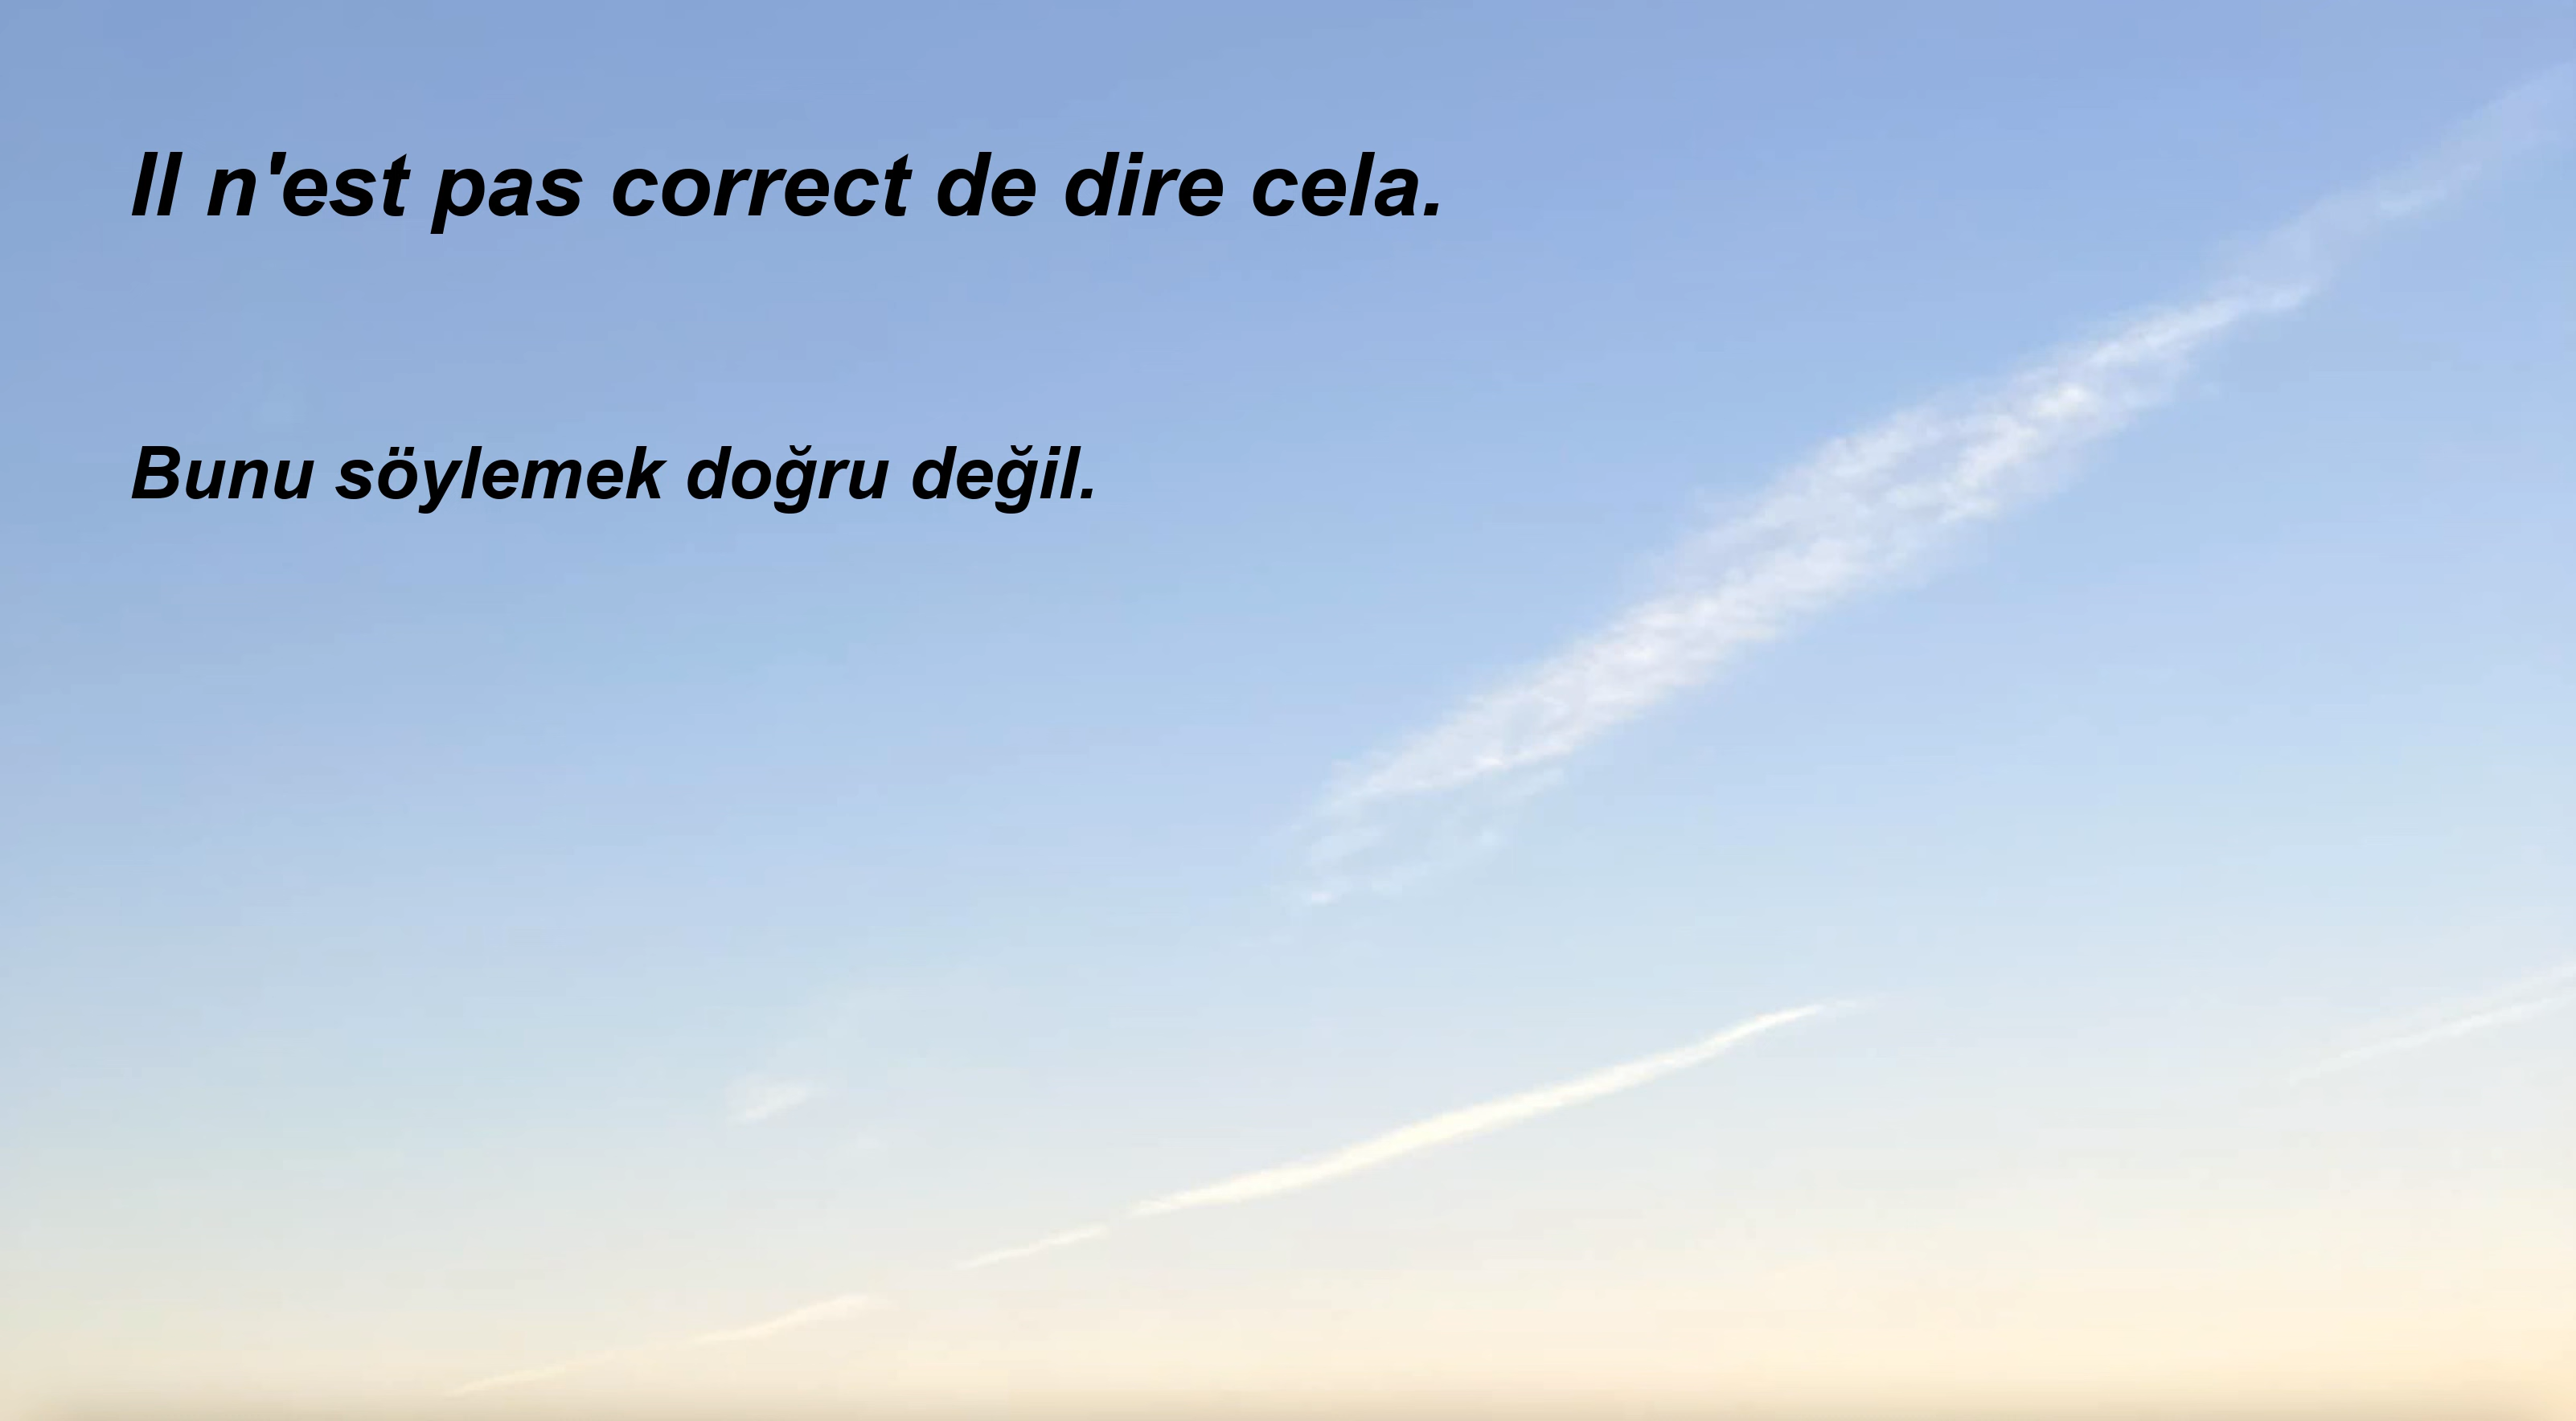 Il n'est pas correct de dire cela.
Bunu söylemek doğru değil.